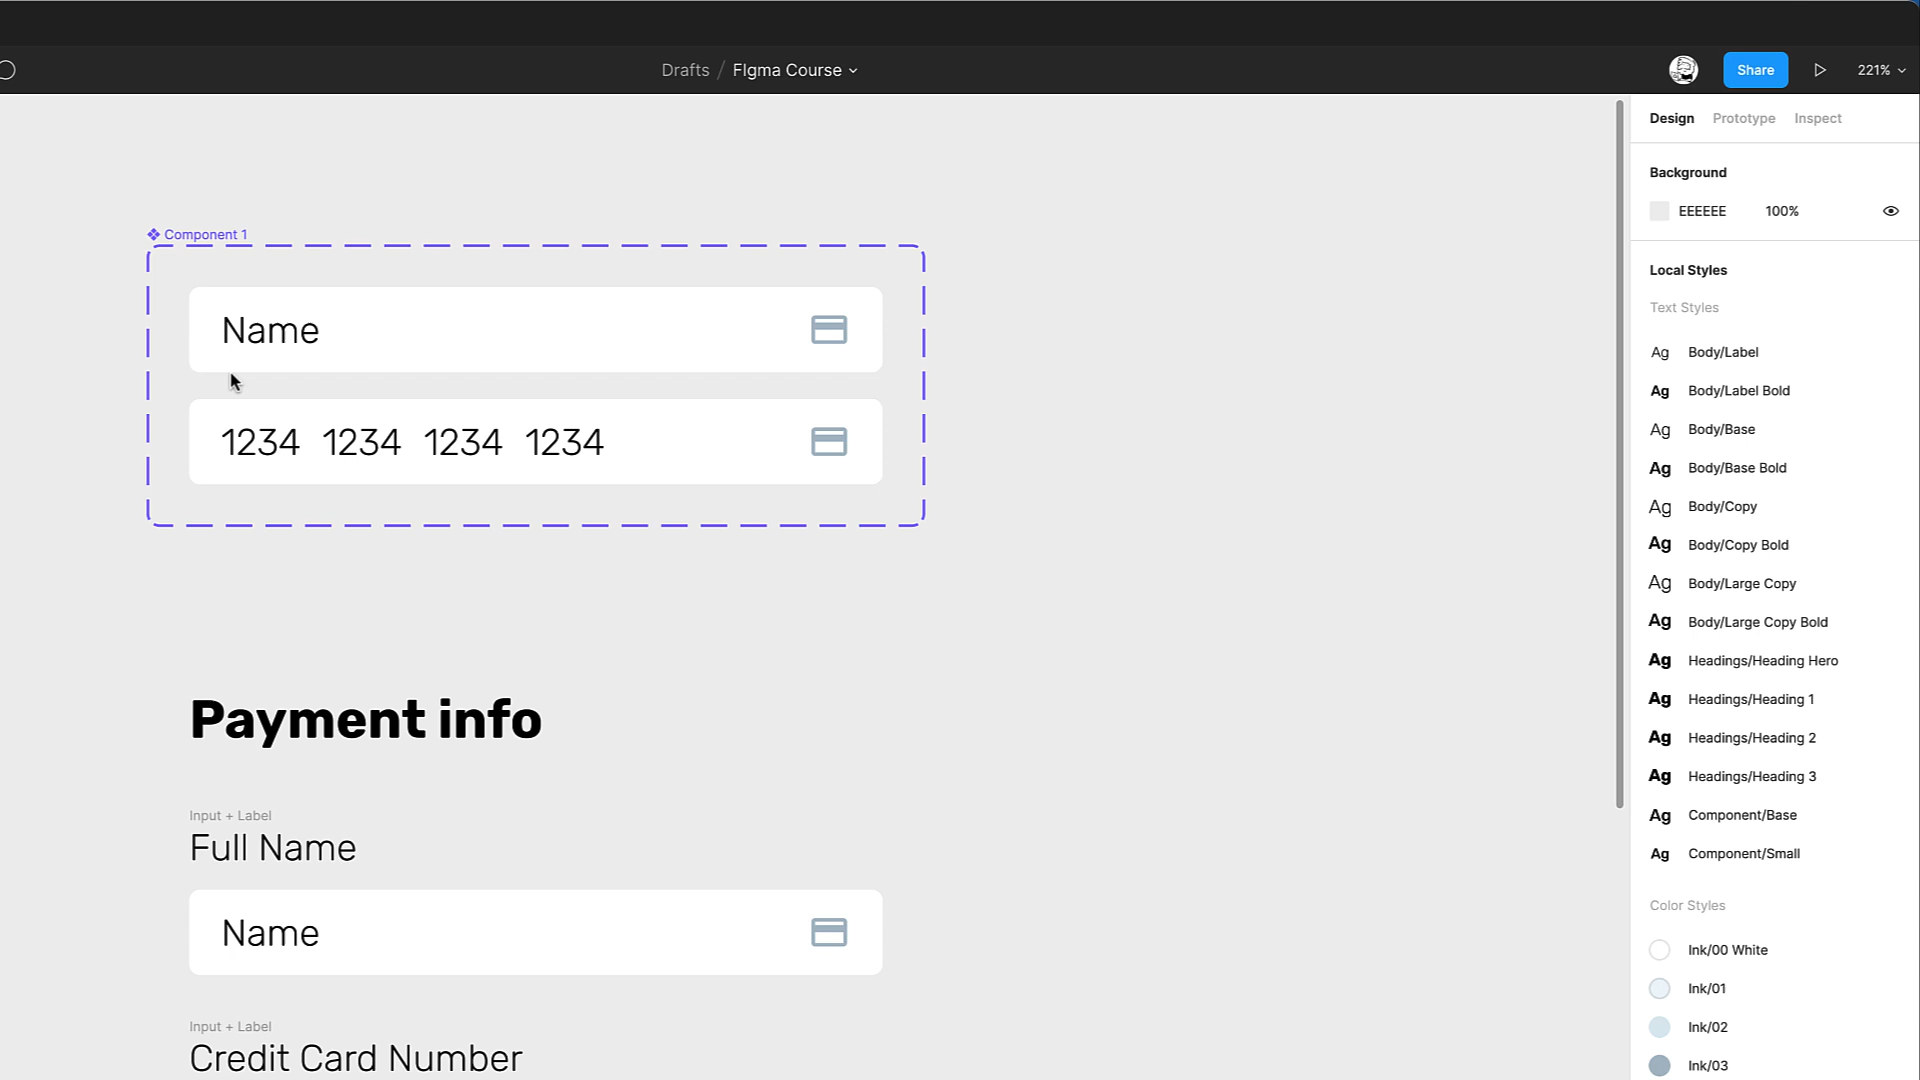 Drafts / FIgma Course
Share
221%
Design Prototype Inspect
Background
EEEEEE 100%
Local Styles
Text Styles
Ag Body/Label
Ag Body/Label Bold
Ag Body/Base
Ag Body/Base Bold
Ag Body/Copy
Ag Body/Copy Bold
Ag Body/Large Copy
Ag Body/Large Copy Bold
Ag Headings/Heading Hero
Ag Headings/Heading 1
Ag Headings/Heading 2
Ag Headings/Heading 3
Ag Component/Base
Ag Component/Small
Color Styles
Ink/00 White
Ink/01
Ink/02
Ink/03
Component 1
Name
1234 1234 1234 1234
Payment info
Input + Label
Full Name
Name
Input + Label
Credit Card Number